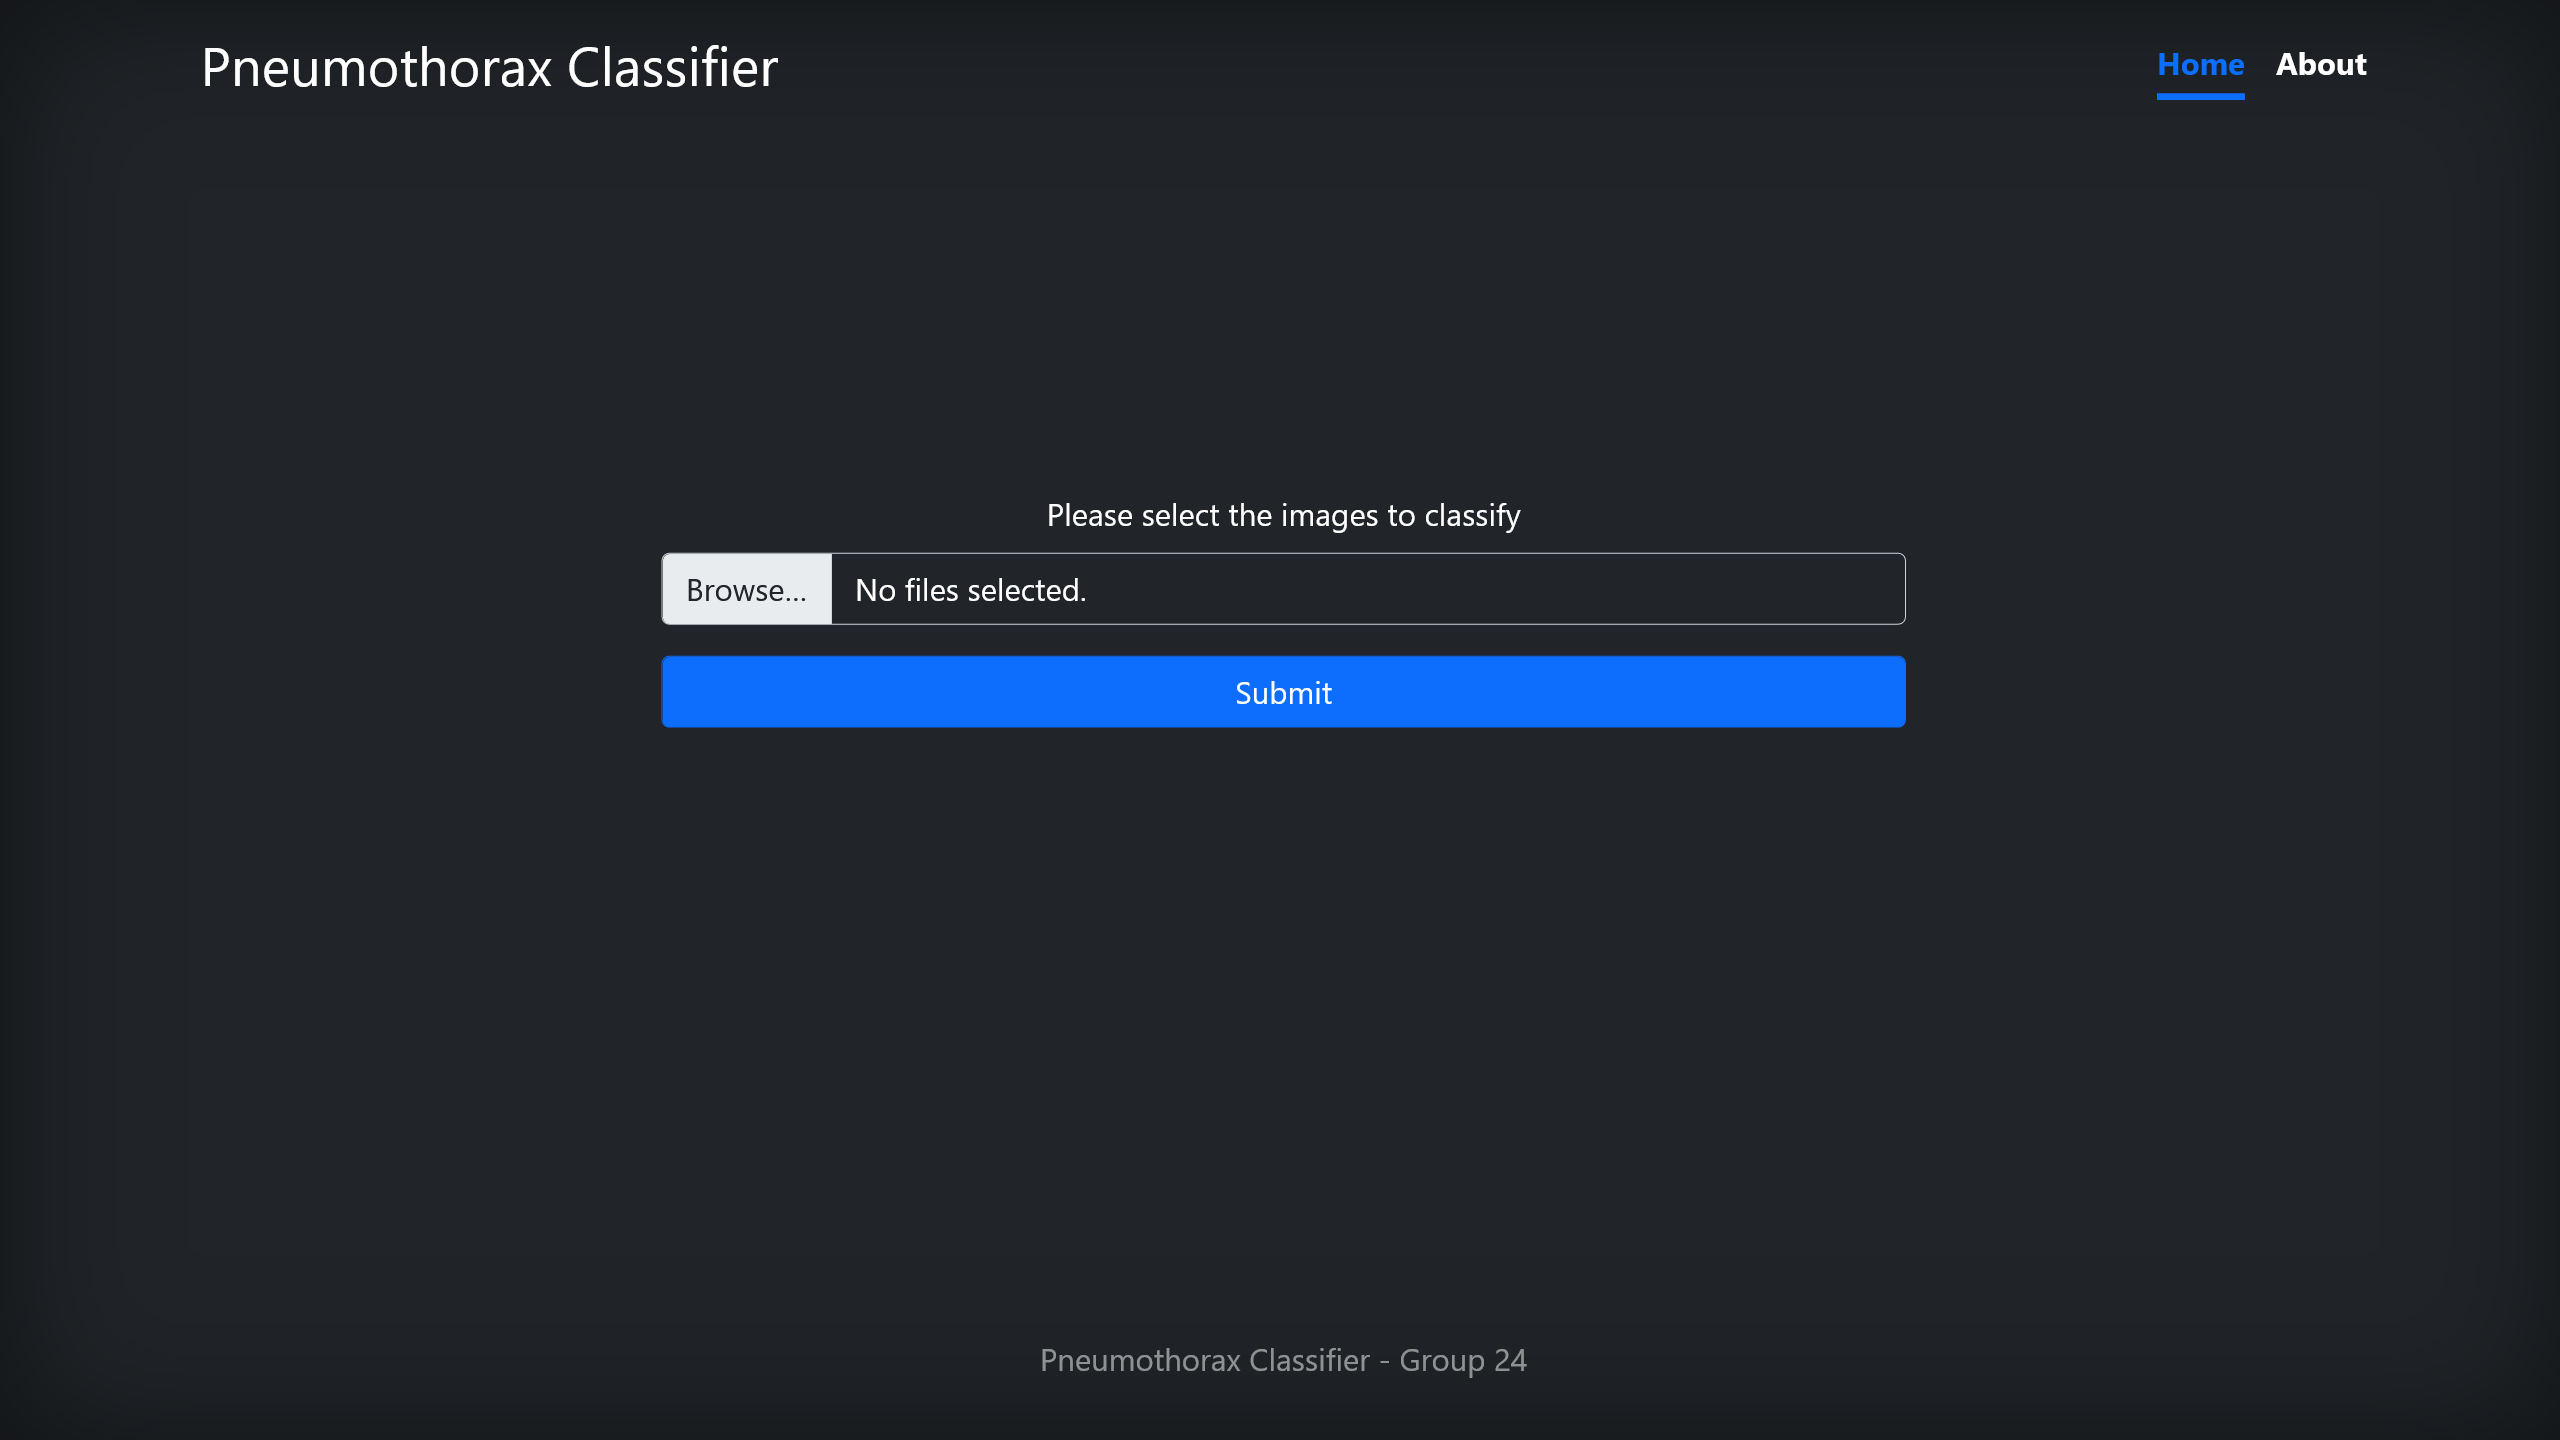 Pneumothorax Classifier
Home About
Please select the images to classify
Browse... No files selected.
Submit
Pneumothorax Classifier - Group 24